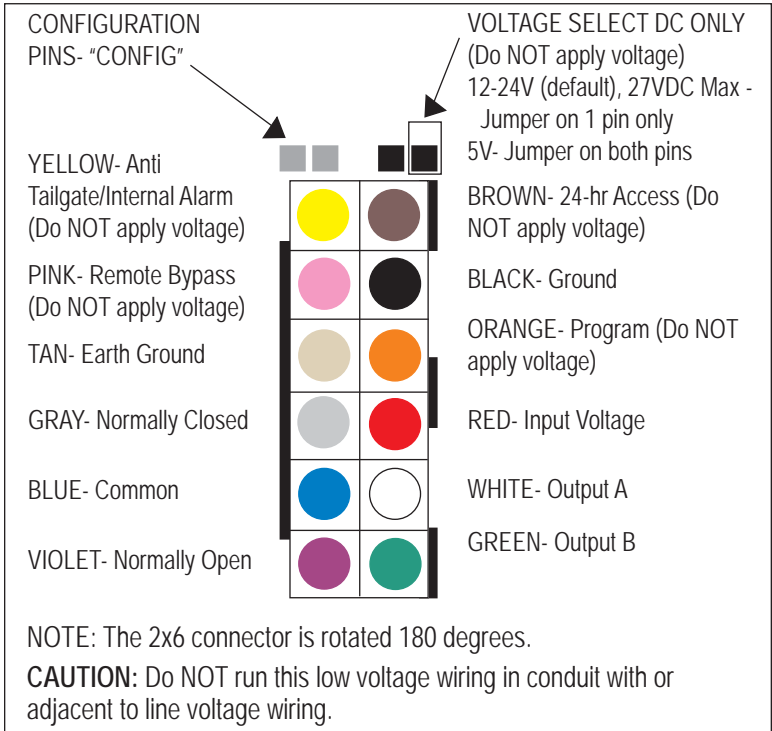 CONFIGURATION
PINS- “CONFIG”
VOLTAGE SELECT DC ONLY
(Do NOT apply voltage)
12-24V (default), 27VDC Max -
Jumper on 1 pin only
5V- Jumper on both pins
YELLOW- Anti
Tailgate/Internal Alarm
(Do NOT apply voltage)
BROWN- 24-hr Access (Do
NOT apply voltage)
PINK- Remote Bypass
(Do NOT apply voltage)
BLACK- Ground
TAN- Earth Ground
ORANGE- Program (Do NOT
apply voltage)
GRAY- Normally Closed
RED- Input Voltage
BLUE- Common
WHITE- Output A
VIOLET- Normally Open
GREEN- Output B
NOTE: The 2x6 connector is rotated 180 degrees.
CAUTION: Do NOT run this low voltage wiring in conduit with or
adjacent to line voltage wiring.